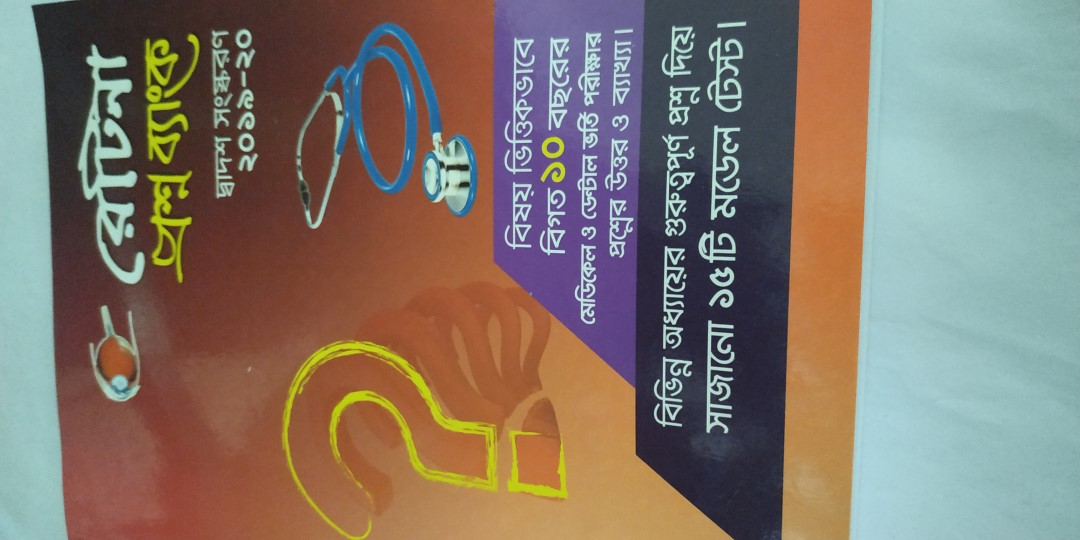 রেটিনা
প্রশ্ন ব্যাংক
দ্বাদশ সংস্করণ
২০১৯-২০
বিষয় ভিত্তিকভাবে
বিগত ১০ বছরের
মেডিকেল ও ডেন্টাল ভর্তি পরীক্ষার
প্রশ্নের উত্তর ও ব্যাখ্যা।
বিভিন্ন অধ্যায়ের গুরুত্বপূর্ণ প্রশ্ন দিয়ে
সাজানো ১৫টি মডেল টেস্ট।